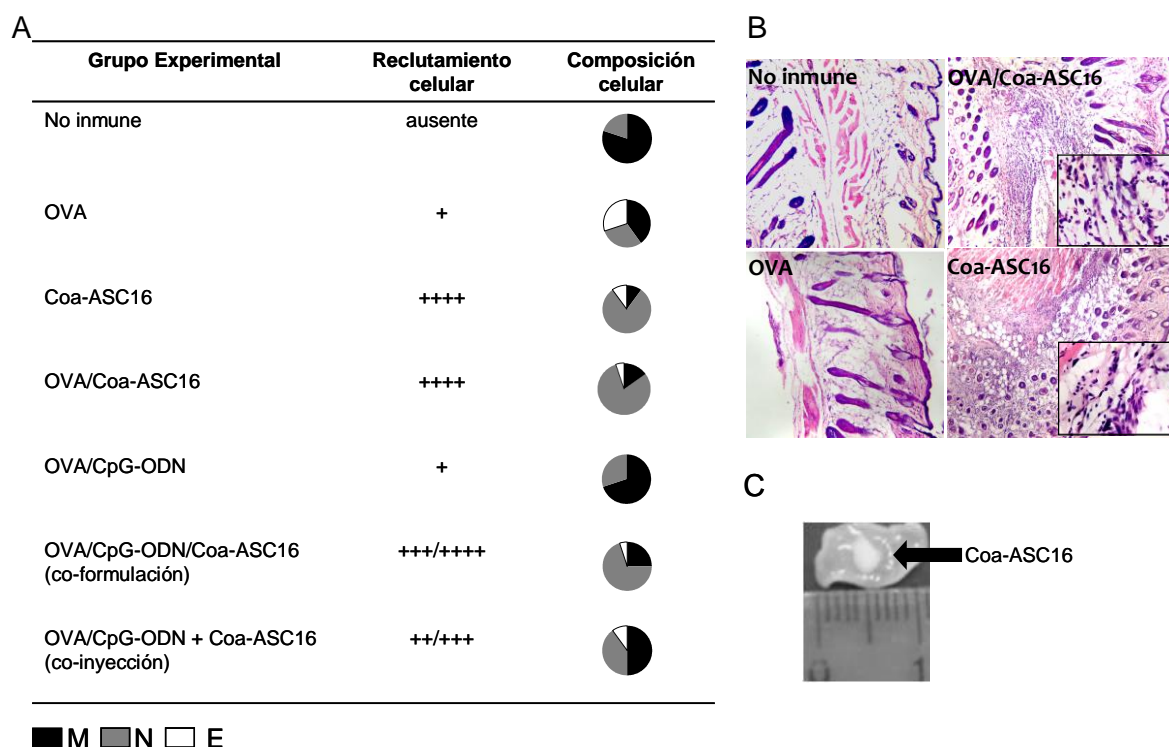 A
Grupo Experimental
Reclutamiento
celular
Composición
celular
No inmune
ausente
OVA
+
Coa-ASC16
++++
OVA/Coa-ASC16
++++
OVA/CpG-ODN
+
OVA/CpG-ODN/Coa-ASC16
(co-formulación)
+++/++++
OVA/CpG-ODN + Coa-ASC16
(co-inyección)
++/+++
M N E
B
No inmune
OVA/Coa-ASC16
OVA
Coa-ASC16
C
Coa-ASC16
0 1